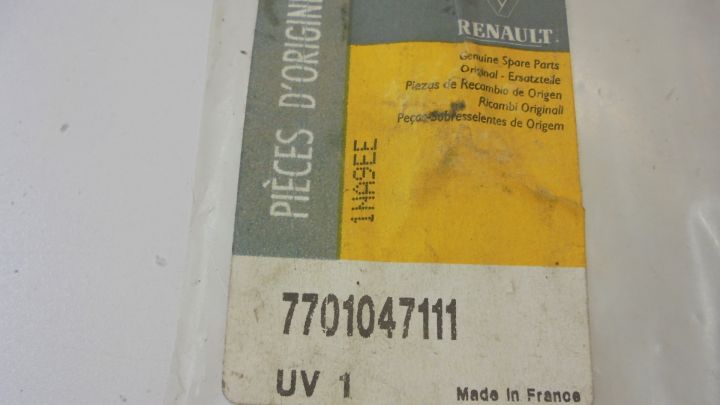 RENAULT
Genuine Spare Parts
Original - Ersatzteile
Piezas de Recambio de Origen
Ricambi Originali
Peças-Sobresselentes de Origem
PIÈCES D'ORIGINE
1HA9EE
7701047111
UV 1
Made in France